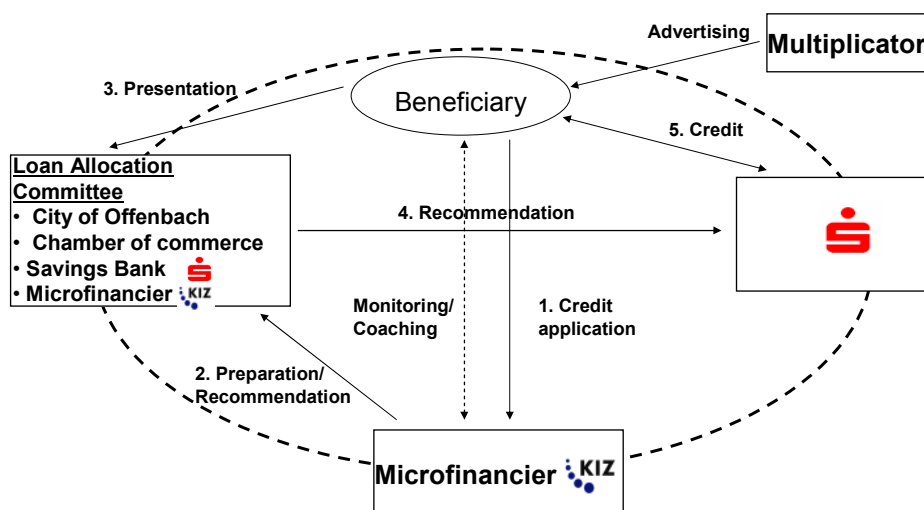 Advertising
Multiplicator
3. Presentation
Beneficiary
5. Credit
Loan Allocation
Committee
• City of Offenbach
• Chamber of commerce
• Savings Bank
• Microfinancier KIZ
4. Recommendation
Monitoring/
Coaching
1. Credit
application
2. Preparation/
Recommendation
Microfinancier KIZ